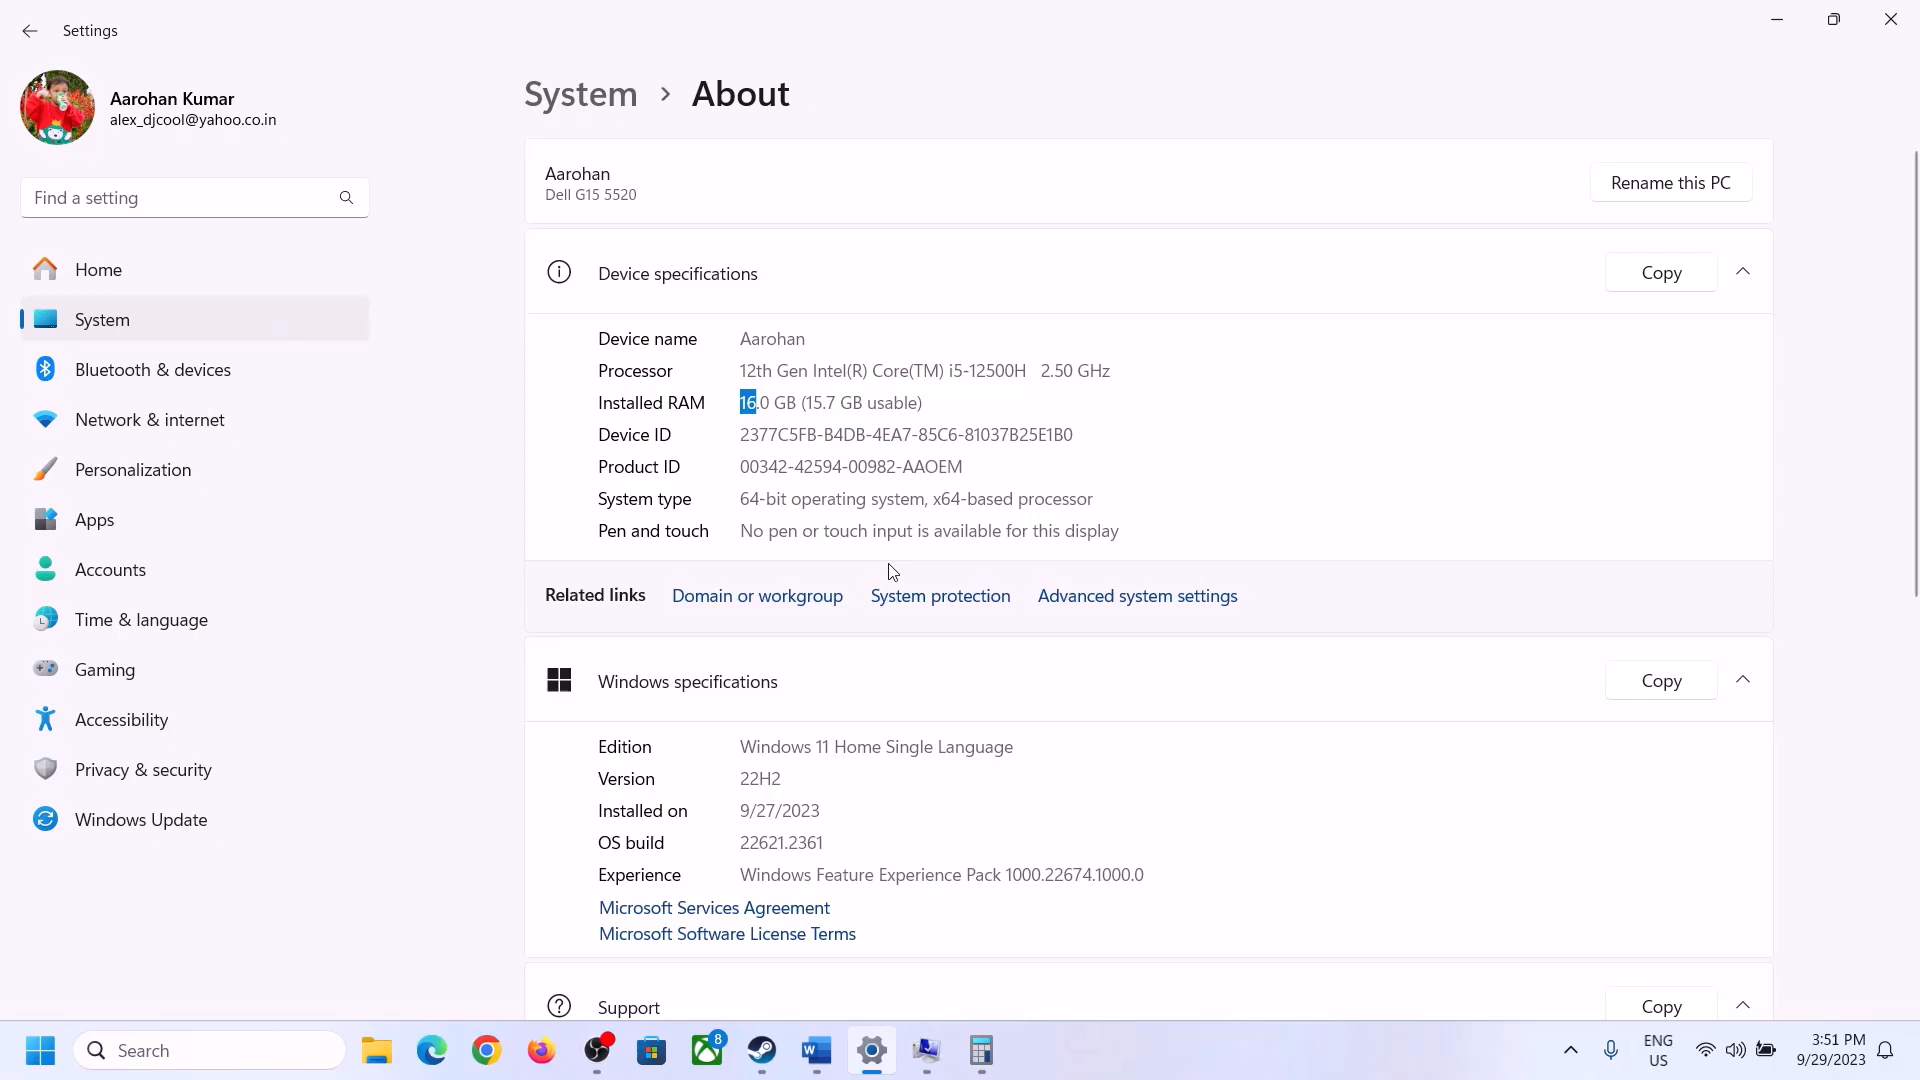 Settings
Aarohan Kumar
alex_djcool@yahoo.co.in
Find a setting
Home
System
Bluetooth & devices
Network & internet
Personalization
Apps
Accounts
Time & language
Gaming
Accessibility
Privacy & security
Windows Update
System > About
Aarohan
Dell G15 5520
Rename this PC
Device specifications
Copy
Device name Aarohan
Processor 12th Gen Intel(R) Core(TM) i5-12500H 2.50 GHz
Installed RAM 16.0 GB (15.7 GB usable)
Device ID 2377C5FB-B4DB-4EA7-85C6-81037B25E1B0
Product ID 00342-42594-00982-AAOEM
System type 64-bit operating system, x64-based processor
Pen and touch No pen or touch input is available for this display
Related links Domain or workgroup System protection Advanced system settings
Windows specifications
Copy
Edition Windows 11 Home Single Language
Version 22H2
Installed on 9/27/2023
OS build 22621.2361
Experience Windows Feature Experience Pack 1000.22674.1000.0
Microsoft Services Agreement
Microsoft Software License Terms
Support
Copy
Search
8
ENG
US
3:51 PM
9/29/2023